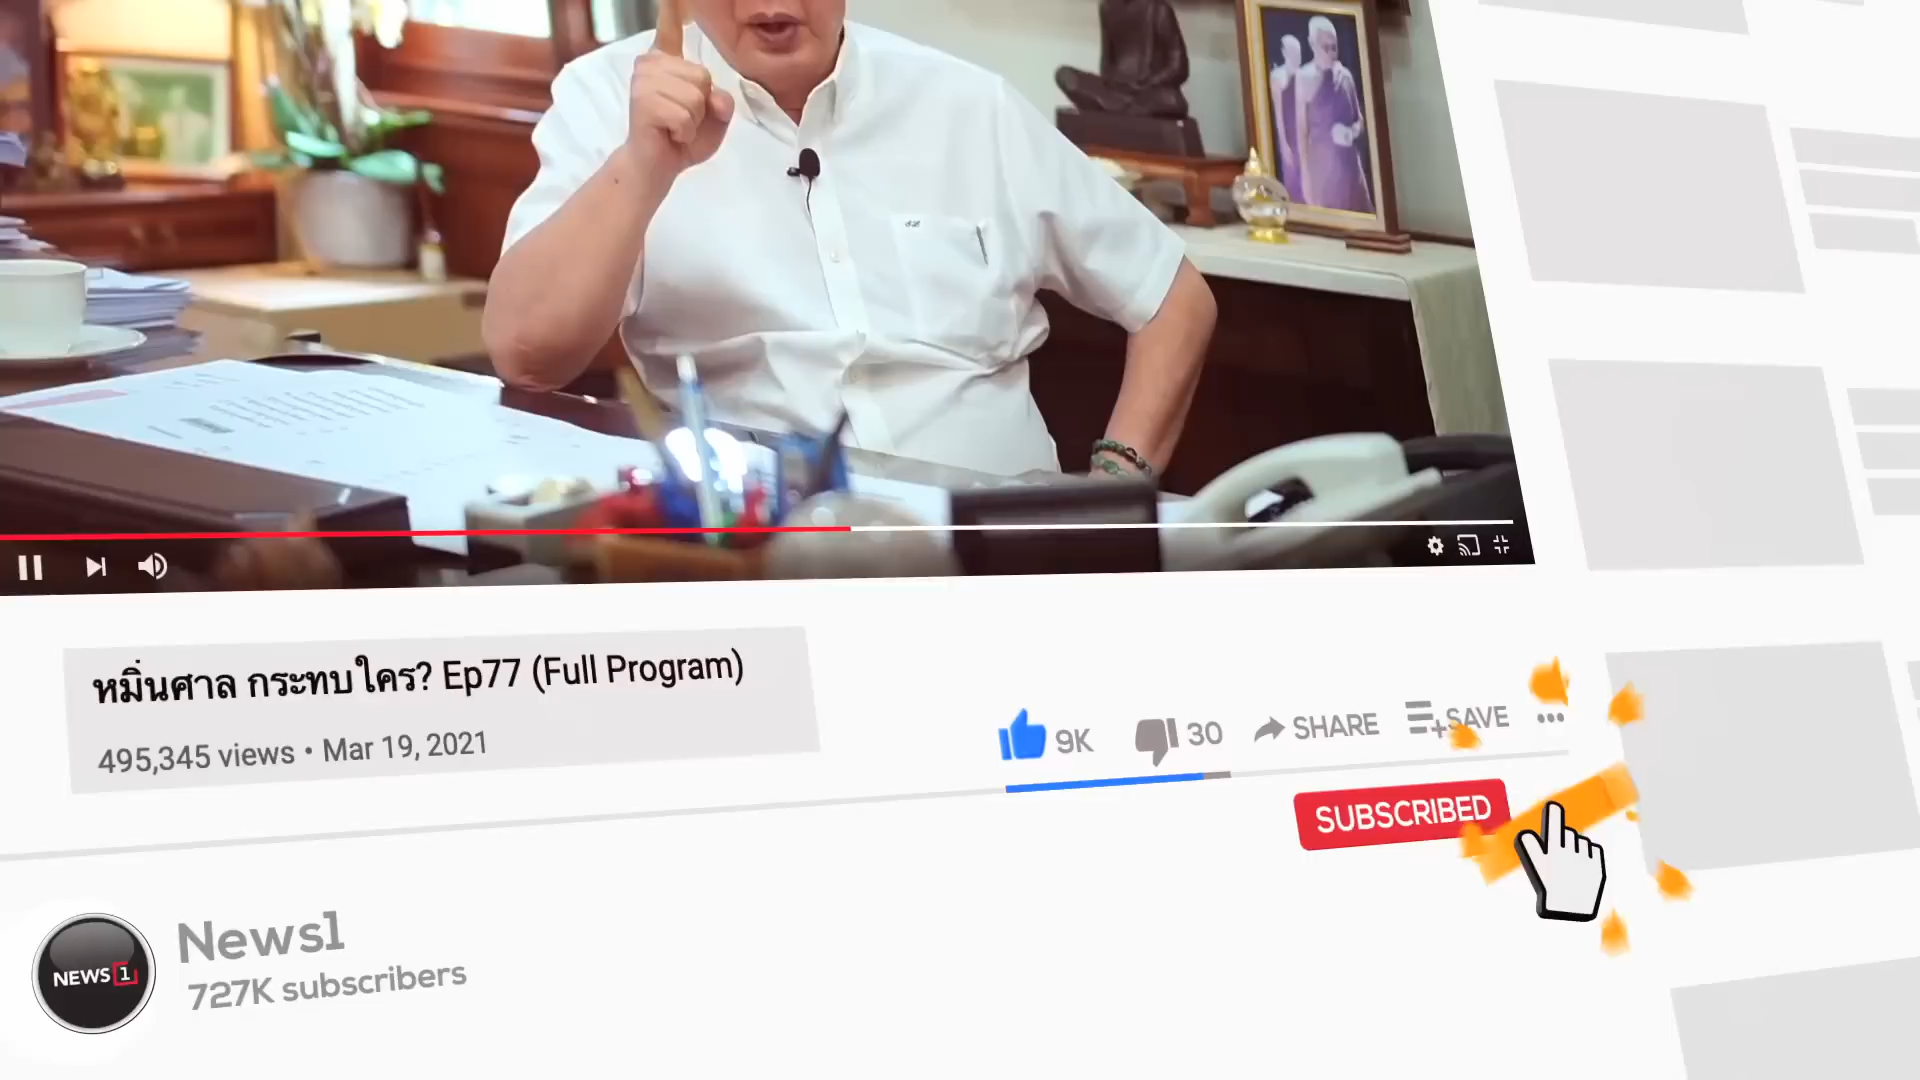 หมิ่นศาล กระทบใคร? Ep77 (Full Program)
495,345 views • Mar 19, 2021
9K
30
SHARE
SAVE
SUBSCRIBED
NEWS 1
News1
727K subscribers